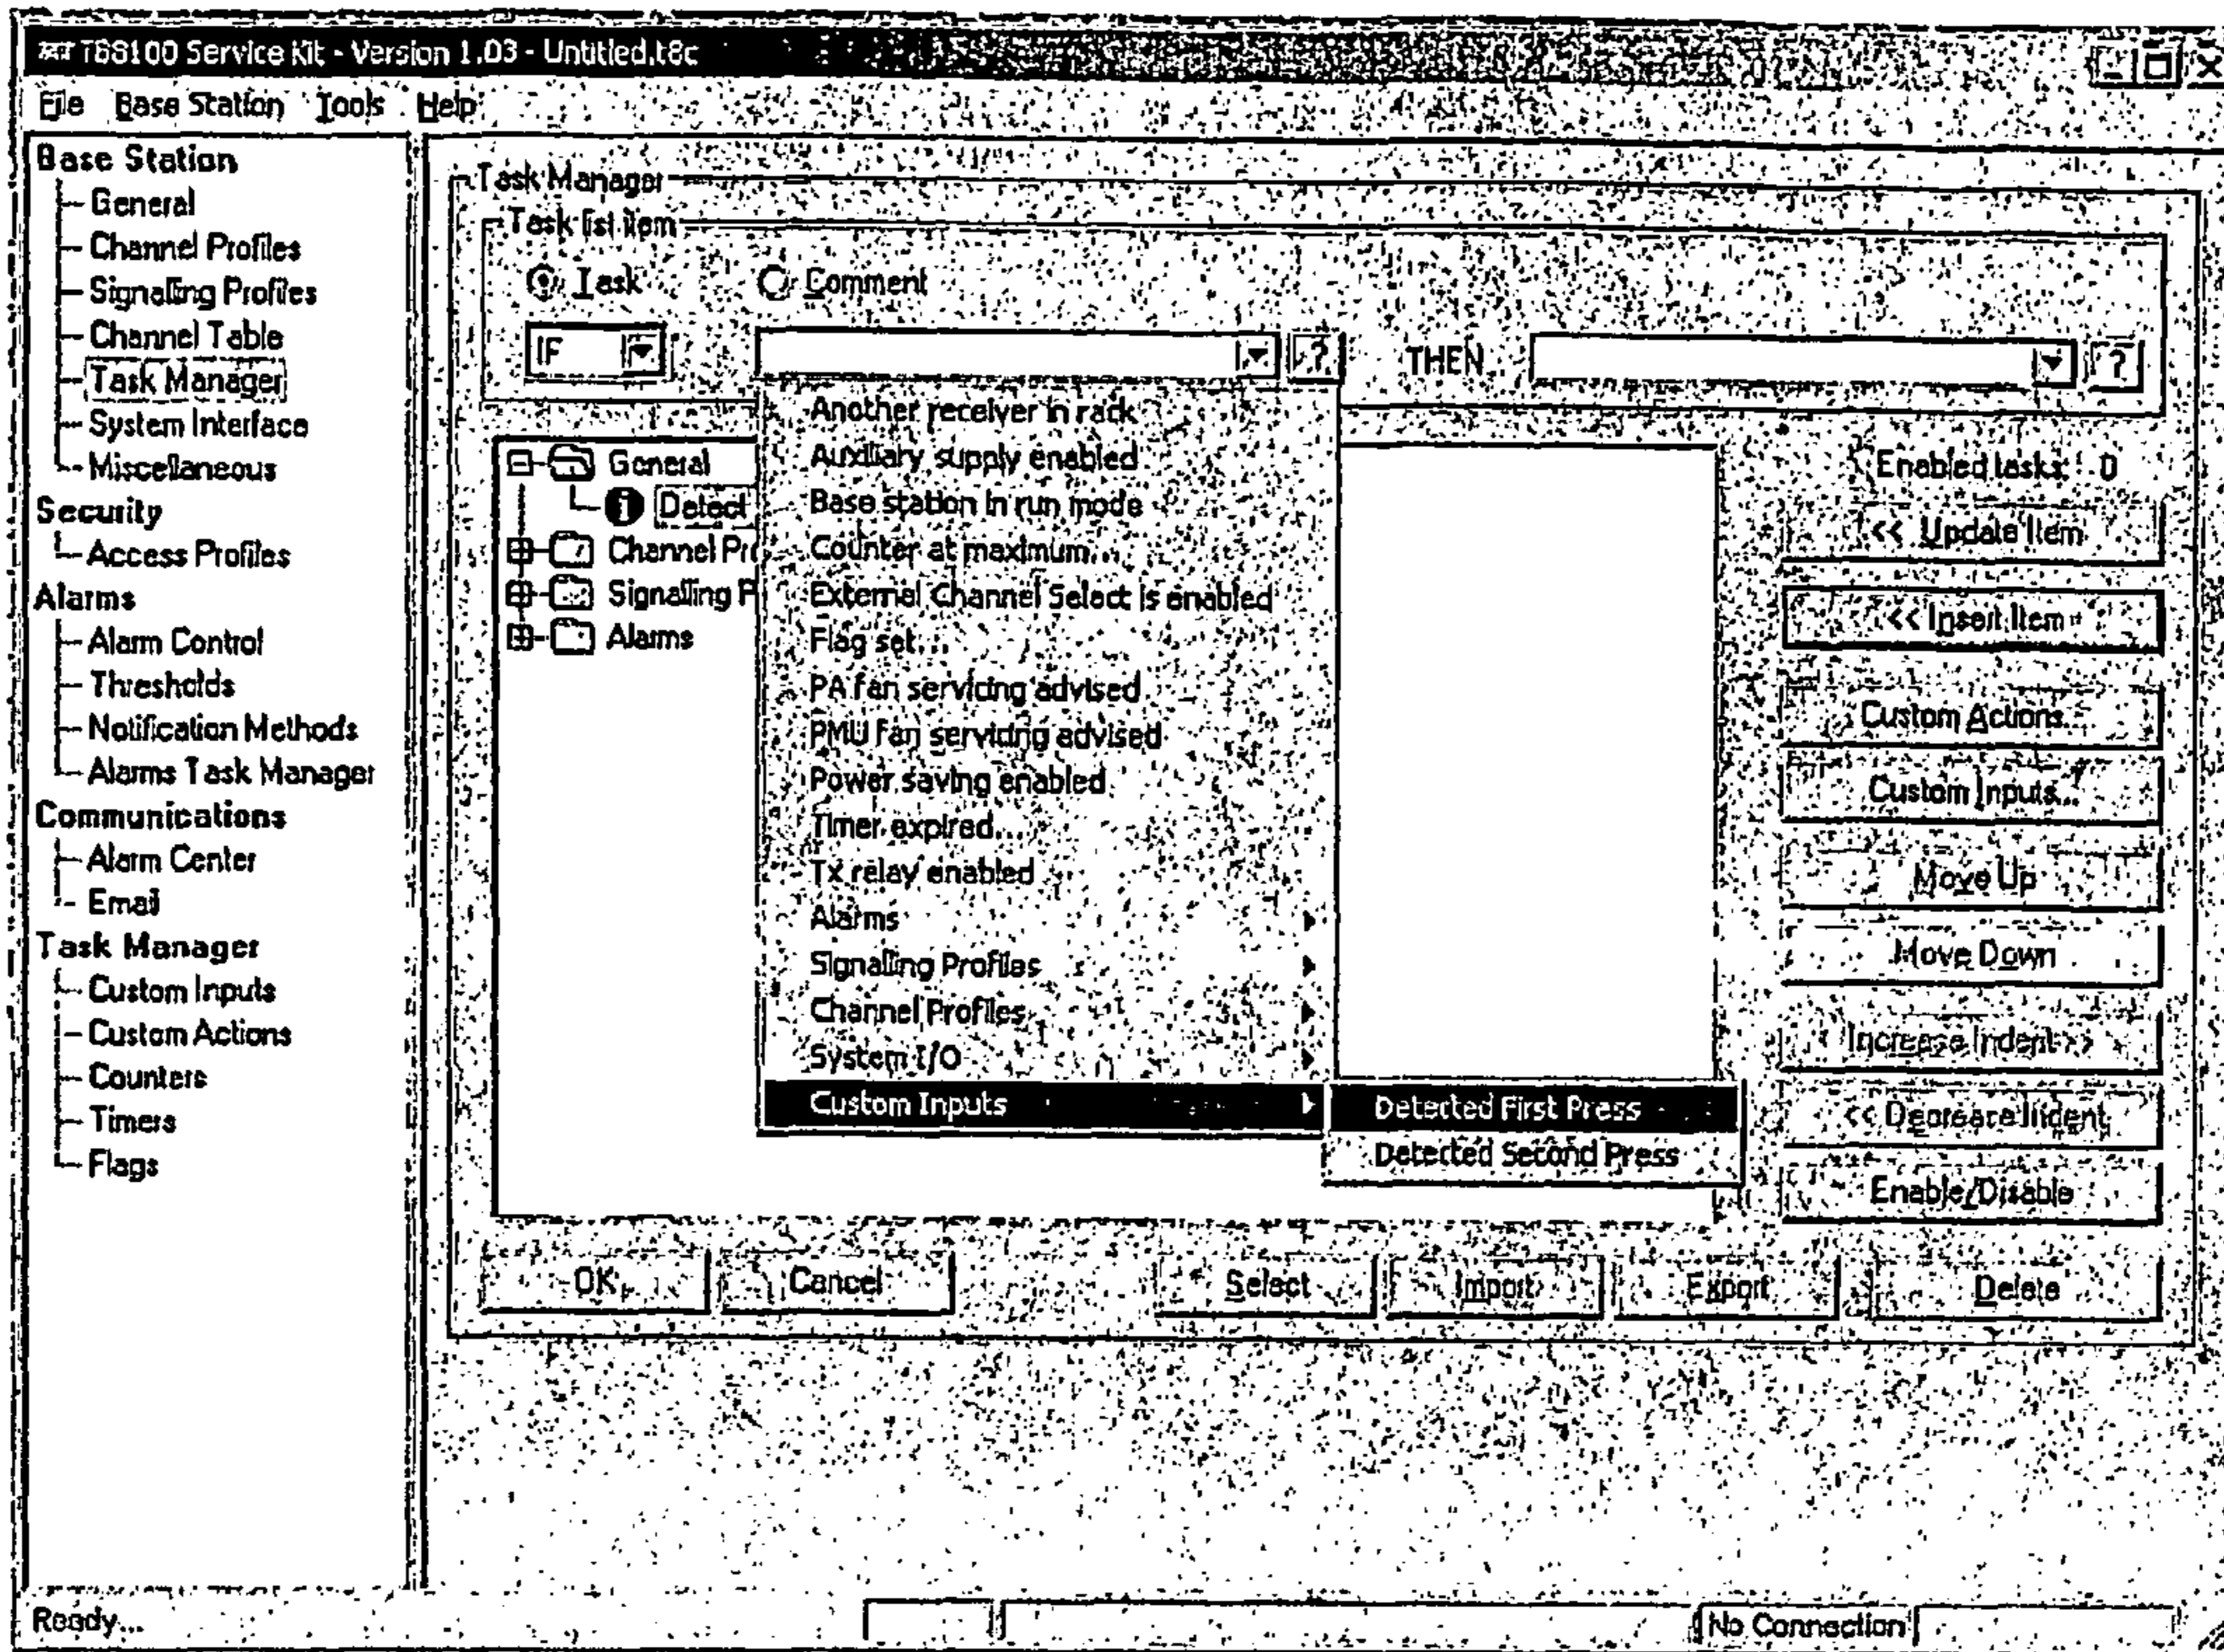 TB8100 Service Kit - Version 1.03 - Untitled.t8c
File Base Station Tools Help
Base Station
General
Channel Profiles
Signalling Profiles
Channel Table
Task Manager
System Interface
Miscellaneous
Security
Access Profiles
Alarms
Alarm Control
Thresholds
Notification Methods
Alarms Task Manager
Communications
Alarm Center
Email
Task Manager
Custom Inputs
Custom Actions
Counters
Timers
Flags
Task Manager
Task list item
Task Comment
IF ? THEN ?
General
Detect
Channel Pro
Signalling P
Alarms
Another receiver in rack
Auxiliary supply enabled
Base station in run mode
Counter at maximum...
External Channel Select is enabled
Flag set...
PA fan servicing advised
PMU fan servicing advised
Power saving enabled
Timer expired...
Tx relay enabled
Alarms
Signalling Profiles
Channel Profiles
System I/O
Custom Inputs
Detected First Press
Detected Second Press
Enabled tasks: 0
<< Update Item
<< Insert Item
Custom Actions...
Custom Inputs...
Move Up
Move Down
Increase Indent >>
<< Decrease Indent
Enable/Disable
OK Cancel Select Import Export Delete
Ready... No Connection